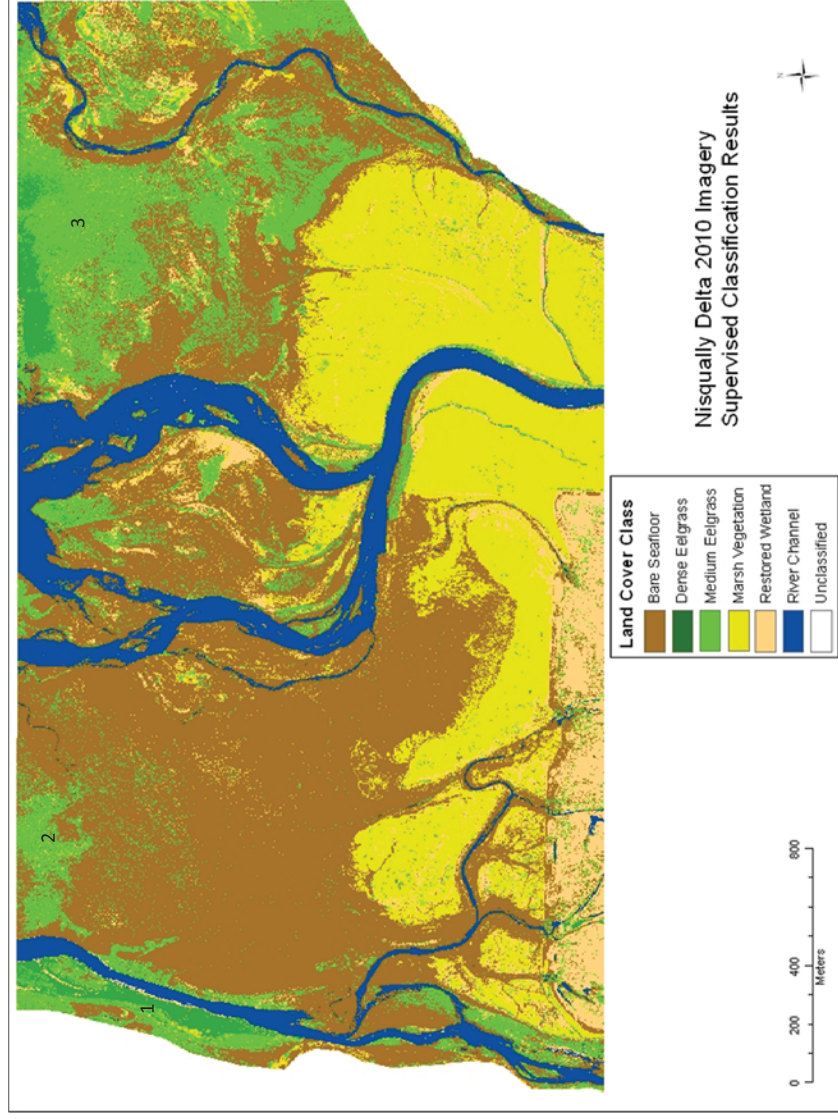 1
2
3
N
Nisqually Delta 2010 Imagery
Supervised Classification Results
Land Cover Class
Bare Seafloor
Dense Eelgrass
Medium Eelgrass
Marsh Vegetation
Restored Wetland
River Channel
Unclassified
0 200 400 800
Meters